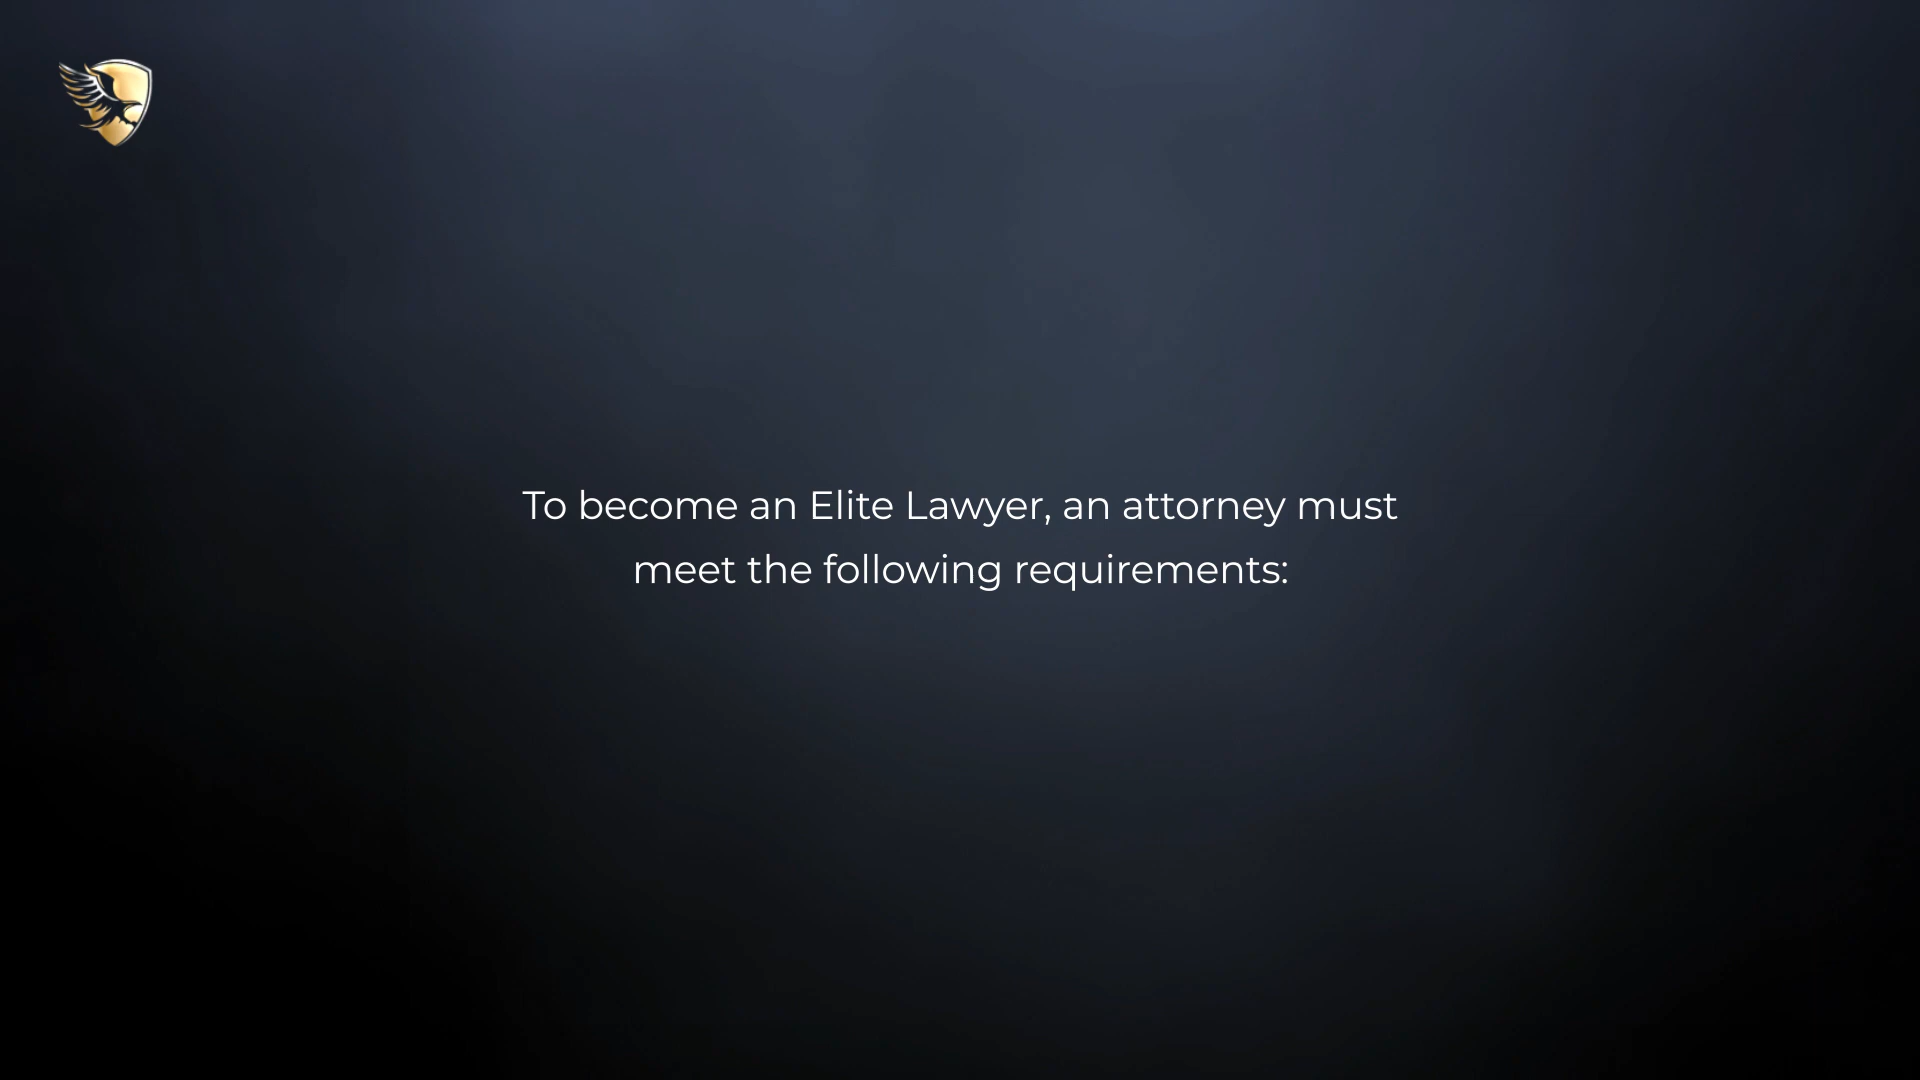 To become an Elite Lawyer, an attorney must
meet the following requirements: